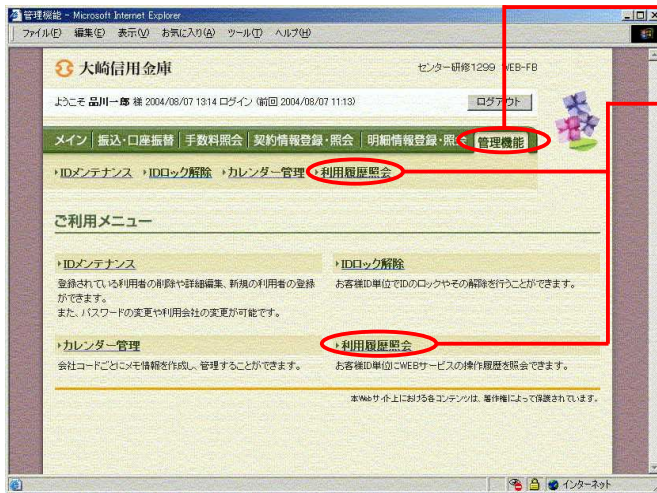 管理機能 - Microsoft Internet Explorer
ファイル(F) 編集(E) 表示(V) お気に入り(A) ツール(T) ヘルプ(H)
大崎信用金庫
センター研修1299 WEB-FB
ようこそ 品川一郎 様 2004/08/07 13:14 ログイン (前回 2004/08/07 11:13)
ログアウト
メイン 振込・口座振替 手数料照会 契約情報登録・照会 明細情報登録・照会 管理機能
IDメンテナンス IDロック解除 カレンダー管理 利用履歴照会
ご利用メニュー
IDメンテナンス
登録されている利用者の削除や詳細編集、新規の利用者の登録
ができます。
また、パスワードの変更や利用会社の変更が可能です。
IDロック解除
お客様ID単位でIDのロックやその解除を行うことができます。
カレンダー管理
会社コードごとにメモ情報を作成し、管理することができます。
利用履歴照会
お客様ID単位にWEBサービスの操作履歴を照会できます。
本Webサイト上における各コンテンツは、著作権によって保護されています。
インターネット